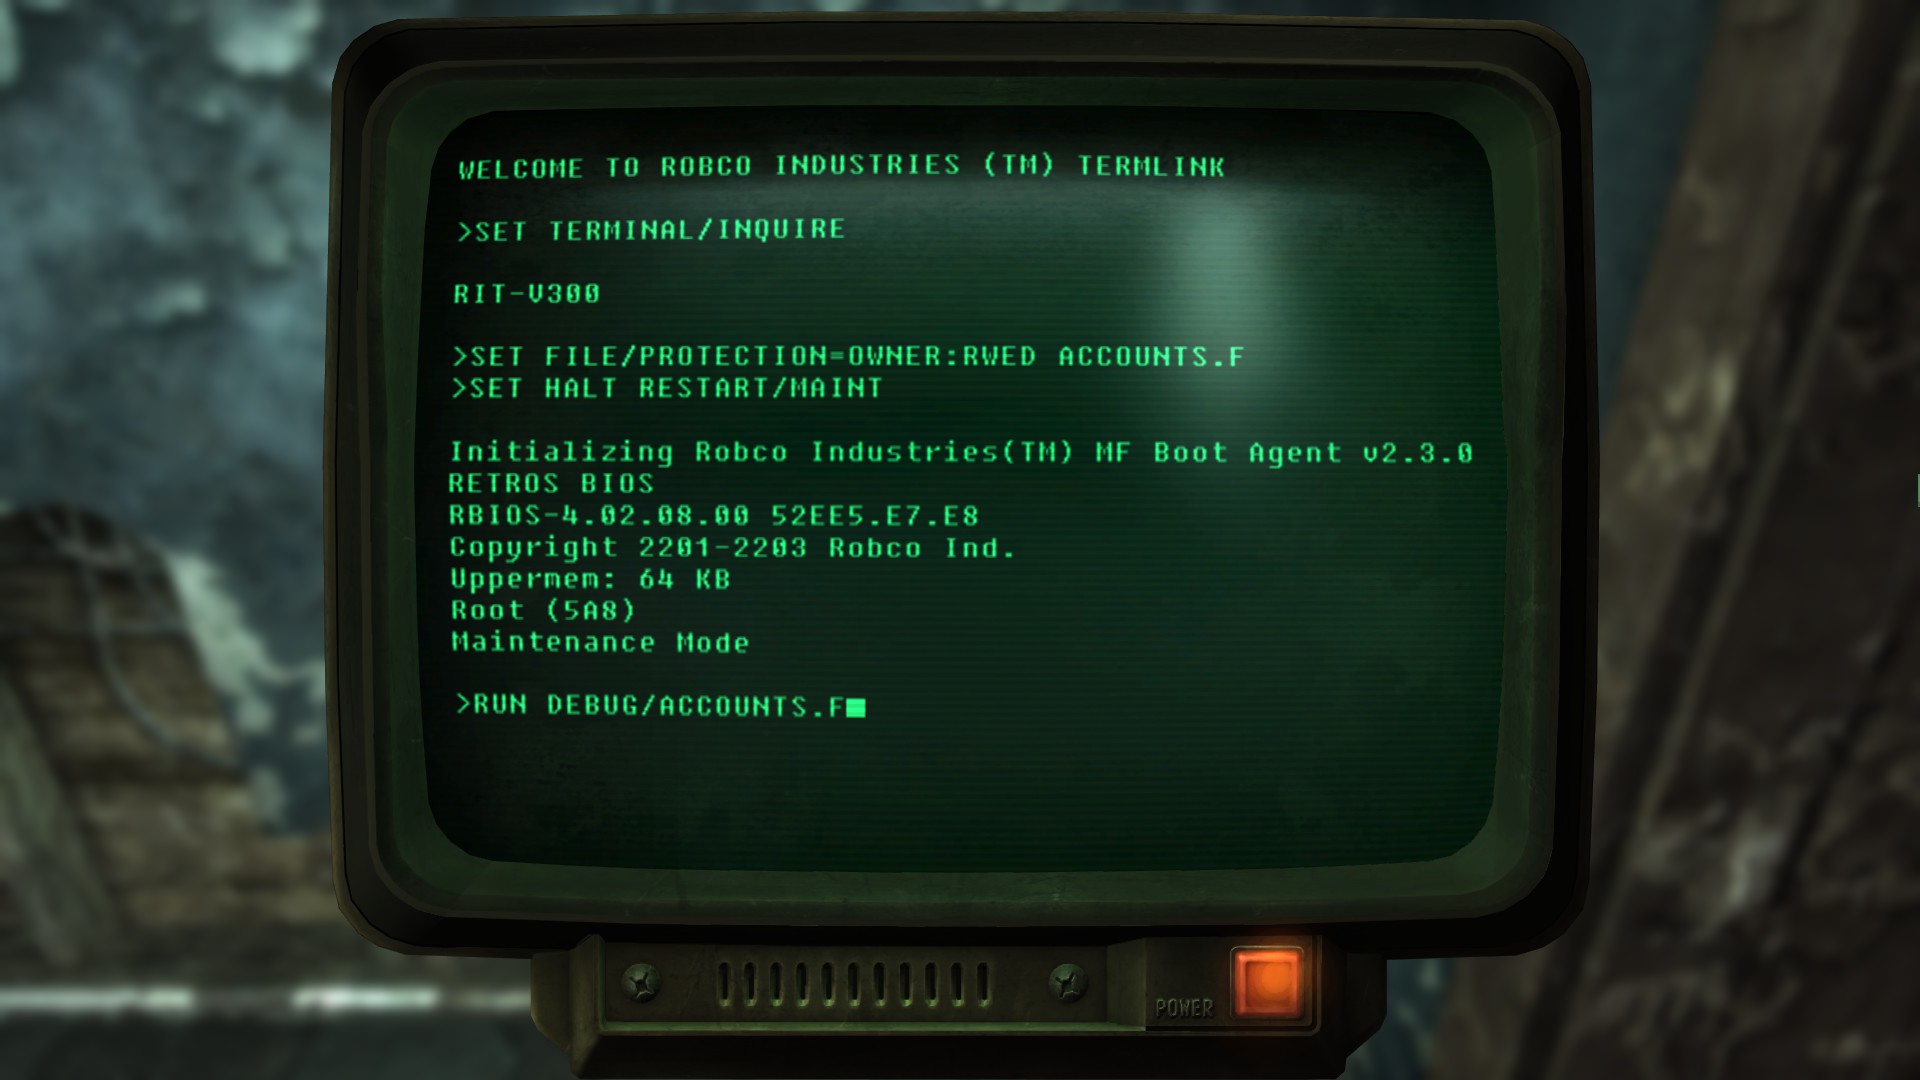 WELCOME TO ROBCO INDUSTRIES (TM) TERMLINK
>SET TERMINAL/INQUIRE
RIT-V300
>SET FILE/PROTECTION=OWNER:RWED ACCOUNTS.F
>SET HALT RESTART/MAINT
Initializing Robco Industries(TM) MF Boot Agent v2.3.0
RETROS BIOS
RBIOS-4.02.08.00 52EE5.E7.E8
Copyright 2201-2203 Robco Ind.
Uppermem: 64 KB
Root (5A8)
Maintenance Mode
>RUN DEBUG/ACCOUNTS.F
POWER